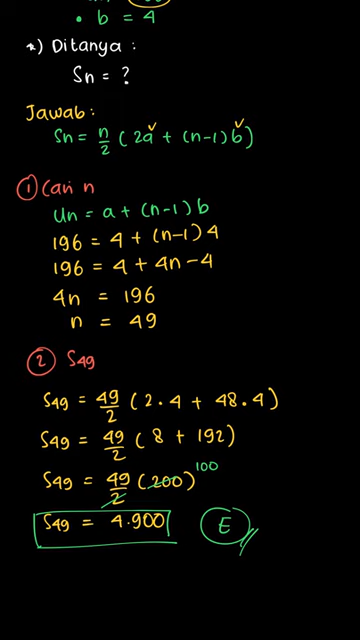 • b = 4
*) Ditanya :
Sn = ?
Jawab :
Sn = n/2 ( 2a + (n-1) b )
① Cari n
Un = a + (n-1) b
196 = 4 + (n-1) 4
196 = 4 + 4n - 4
4n = 196
n = 49
② S49
S49 = 49/2 ( 2 . 4 + 48 . 4 )
S49 = 49/2 ( 8 + 192 )
S49 = 49/2 ( 200 ) 100
S49 = 4.900 E